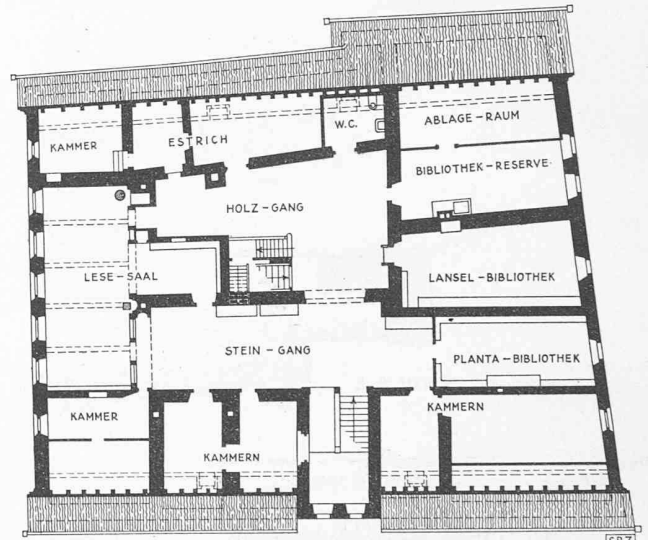 ABLAGE-RAUM
W.C.
ESTRICH
KAMMER
BIBLIOTHEK-RESERVE
HOLZ-GANG
LESE-SAAL
LANSEL-BIBLIOTHEK
STEIN-GANG
PLANTA-BIBLIOTHEK
KAMMER
KAMMERN
KAMMERN
SBZ